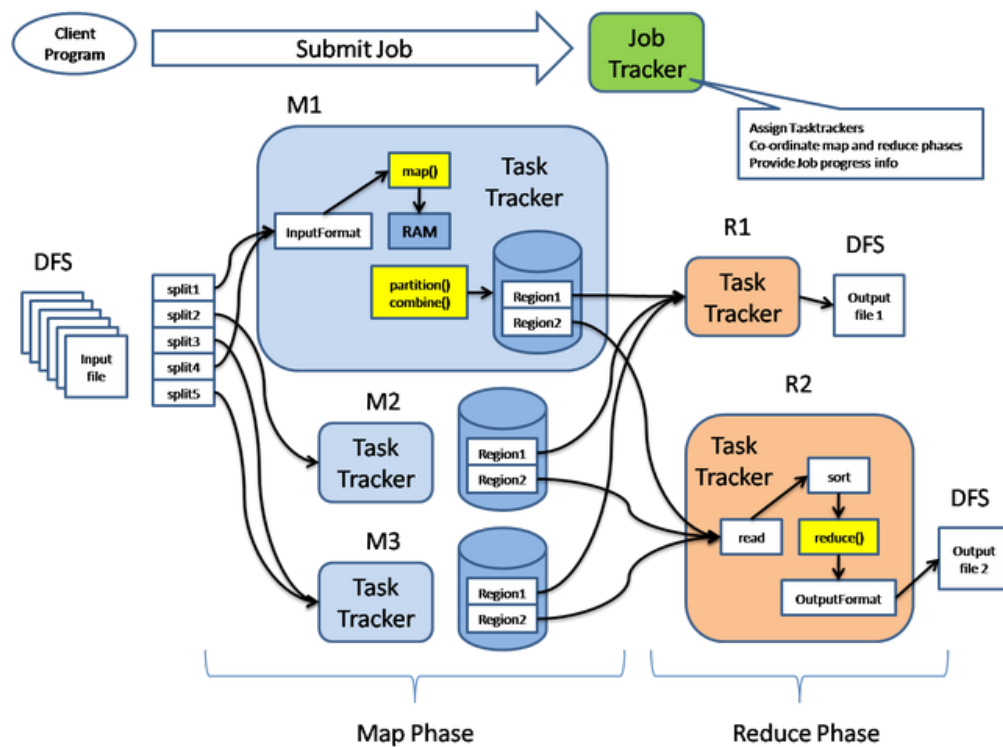 Client
Program
Submit Job
Job
Tracker
Assign Tasktrackers
Co-ordinate map and reduce phases
Provide Job progress info
M1
map()
Task
Tracker
InputFormat
RAM
partition()
combine()
Region1
Region2
DFS
Input
file
split1
split2
split3
split4
split5
R1
Task
Tracker
DFS
Output
file 1
M2
Task
Tracker
Region1
Region2
M3
Task
Tracker
Region1
Region2
R2
Task
Tracker
sort
read
reduce()
OutputFormat
DFS
Output
file 2
Map Phase
Reduce Phase